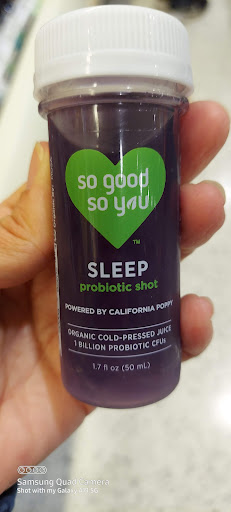 so good
so you
TM
SLEEP
probiotic shot
POWERED BY CALIFORNIA POPPY
ORGANIC COLD-PRESSED JUICE
1 BILLION PROBIOTIC CFUs
1.7 fl oz (50 mL)
Samsung Quad Camera
Shot with my Galaxy